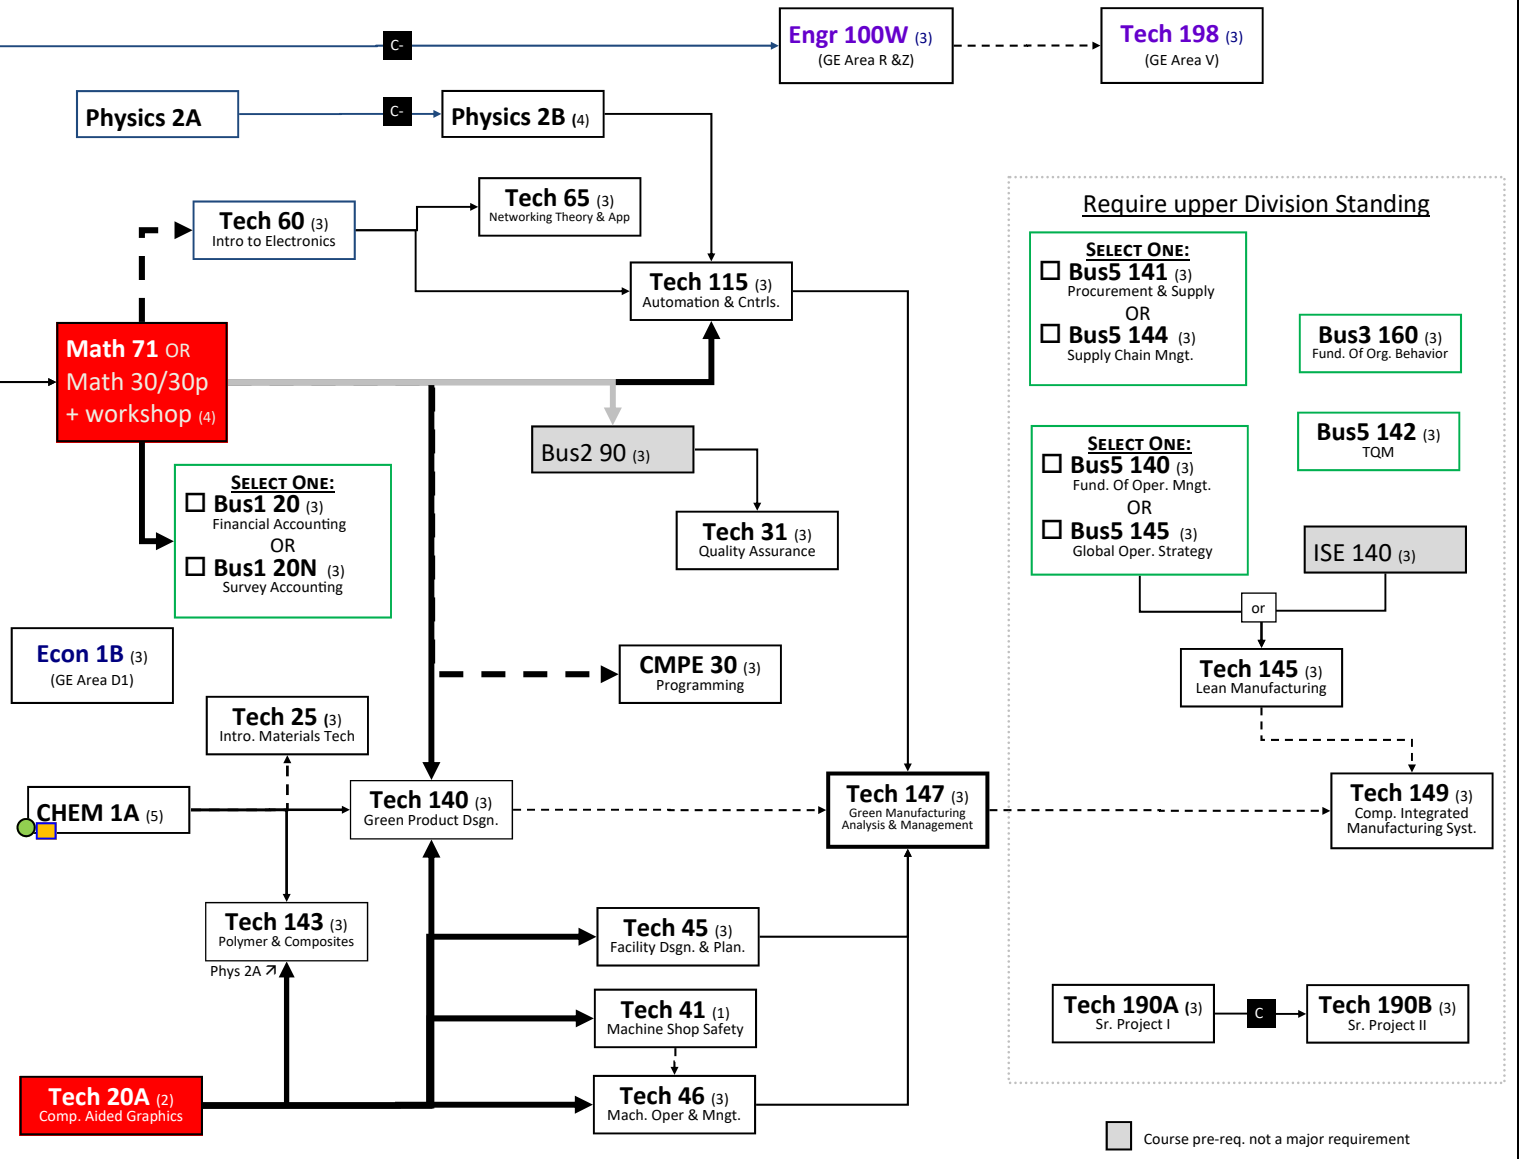 C-
Engr 100W (3)
(GE Area R &Z)
Tech 198 (3)
(GE Area V)
Physics 2A
C-
Physics 2B (4)
Tech 65 (3)
Networking Theory & App
Tech 60 (3)
Intro to Electronics
Tech 115 (3)
Automation & Cntrls.
Math 71 OR
Math 30/30p
+ workshop (4)
Bus2 90 (3)
SELECT ONE:
☐ Bus1 20 (3)
Financial Accounting
OR
☐ Bus1 20N (3)
Survey Accounting
Tech 31 (3)
Quality Assurance
Econ 1B (3)
(GE Area D1)
CMPE 30 (3)
Programming
Tech 25 (3)
Intro. Materials Tech
CHEM 1A (5)
Tech 140 (3)
Green Product Dsgn.
Tech 147 (3)
Green Manufacturing
Analysis & Management
Tech 143 (3)
Polymer & Composites
Phys 2A
Tech 45 (3)
Facility Dsgn. & Plan.
Tech 41 (1)
Machine Shop Safety
Tech 20A (2)
Comp. Aided Graphics
Tech 46 (3)
Mach. Oper & Mngt.
Require upper Division Standing
SELECT ONE:
☐ Bus5 141 (3)
Procurement & Supply
OR
☐ Bus5 144 (3)
Supply Chain Mngt.
Bus3 160 (3)
Fund. Of Org. Behavior
SELECT ONE:
☐ Bus5 140 (3)
Fund. Of Oper. Mngt.
OR
☐ Bus5 145 (3)
Global Oper. Strategy
Bus5 142 (3)
TQM
ISE 140 (3)
or
Tech 145 (3)
Lean Manufacturing
Tech 149 (3)
Comp. Integrated
Manufacturing Syst.
Tech 190A (3)
Sr. Project I
C
Tech 190B (3)
Sr. Project II
Course pre-req. not a major requirement